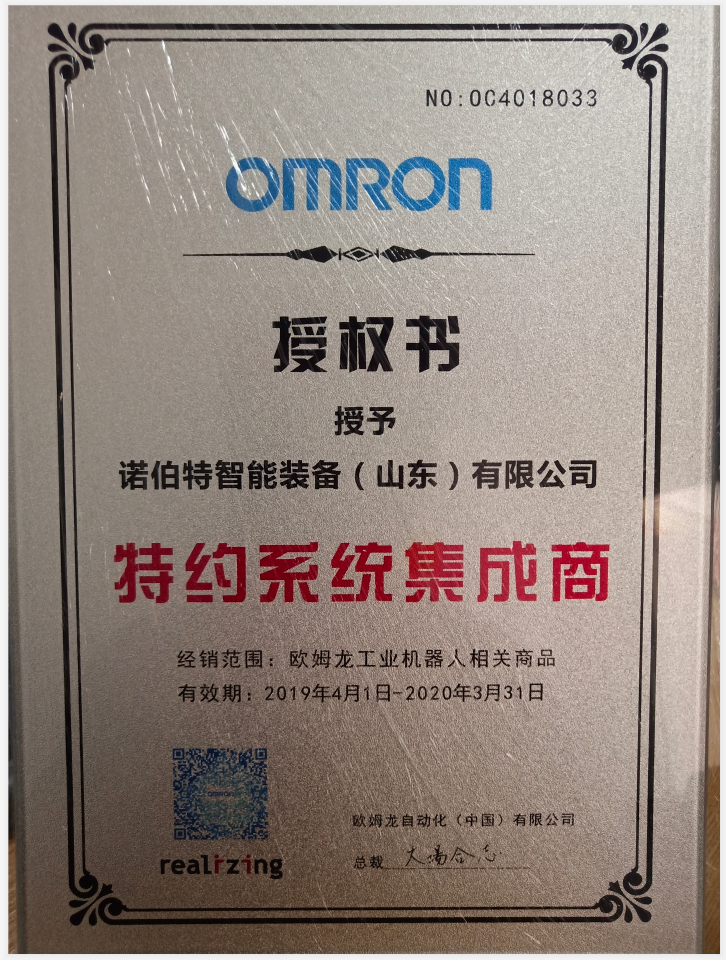 NO:OC4018033
OMRON
授权书
授予
诺伯特智能装备（山东）有限公司
特约系统集成商
经销范围：欧姆龙工业机器人相关商品
有效期：2019年4月1日-2020年3月31日
realizing
欧姆龙自动化（中国）有限公司
总裁